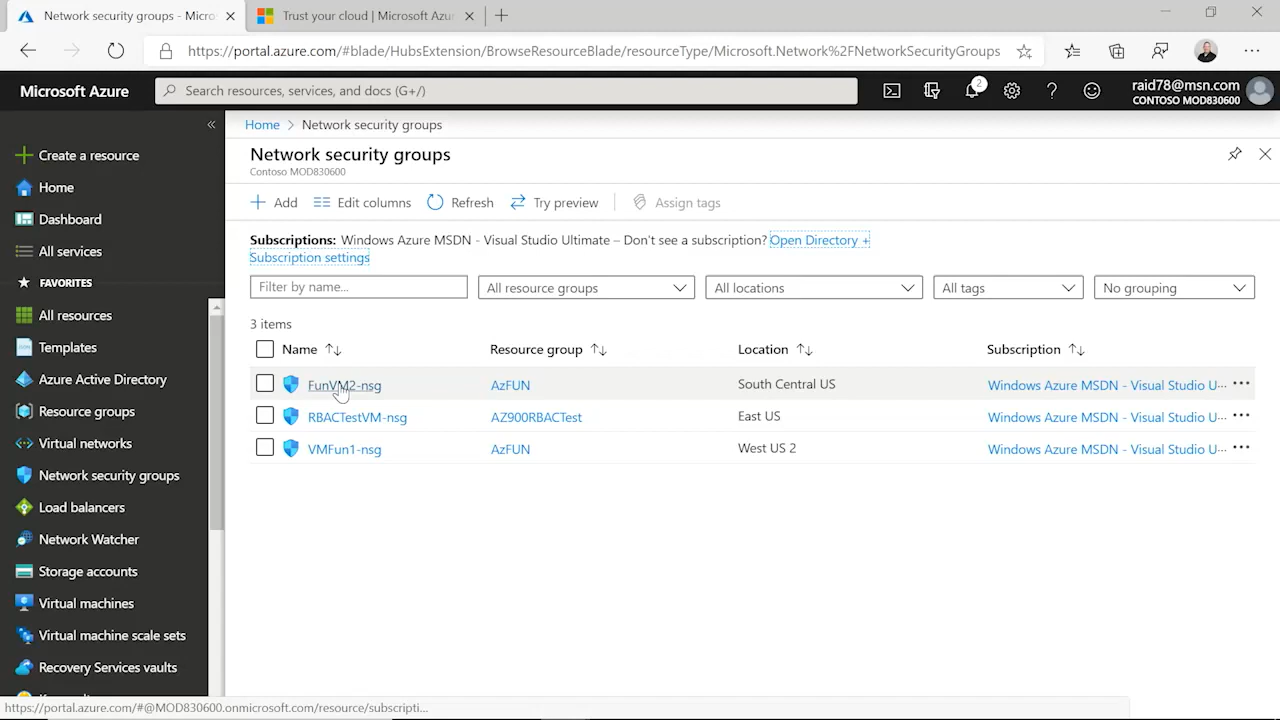 Network security groups - Micro
Trust your cloud | Microsoft Azu
https://portal.azure.com/#blade/HubsExtension/BrowseResourceBlade/resourceType/Microsoft.Network%2FNetworkSecurityGroups
Microsoft Azure
Search resources, services, and docs (G+/)
2
raid78@msn.com
CONTOSO MOD830600
Home > Network security groups
Network security groups
Contoso MOD830600
Create a resource
Home
Dashboard
All services
FAVORITES
All resources
Templates
Azure Active Directory
Resource groups
Virtual networks
Network security groups
Load balancers
Network Watcher
Storage accounts
Virtual machines
Virtual machine scale sets
Recovery Services vaults
Add Edit columns Refresh Try preview Assign tags
Subscriptions: Windows Azure MSDN - Visual Studio Ultimate – Don't see a subscription? Open Directory +
Subscription settings
Filter by name... All resource groups All locations All tags No grouping
3 items
Name Resource group Location Subscription
FunVM2-nsg AzFUN South Central US Windows Azure MSDN - Visual Studio U···
RBACTestVM-nsg AZ900RBACTest East US Windows Azure MSDN - Visual Studio U···
VMFun1-nsg AzFUN West US 2 Windows Azure MSDN - Visual Studio U···
https://portal.azure.com/#@MOD830600.onmicrosoft.com/resource/subscripti...